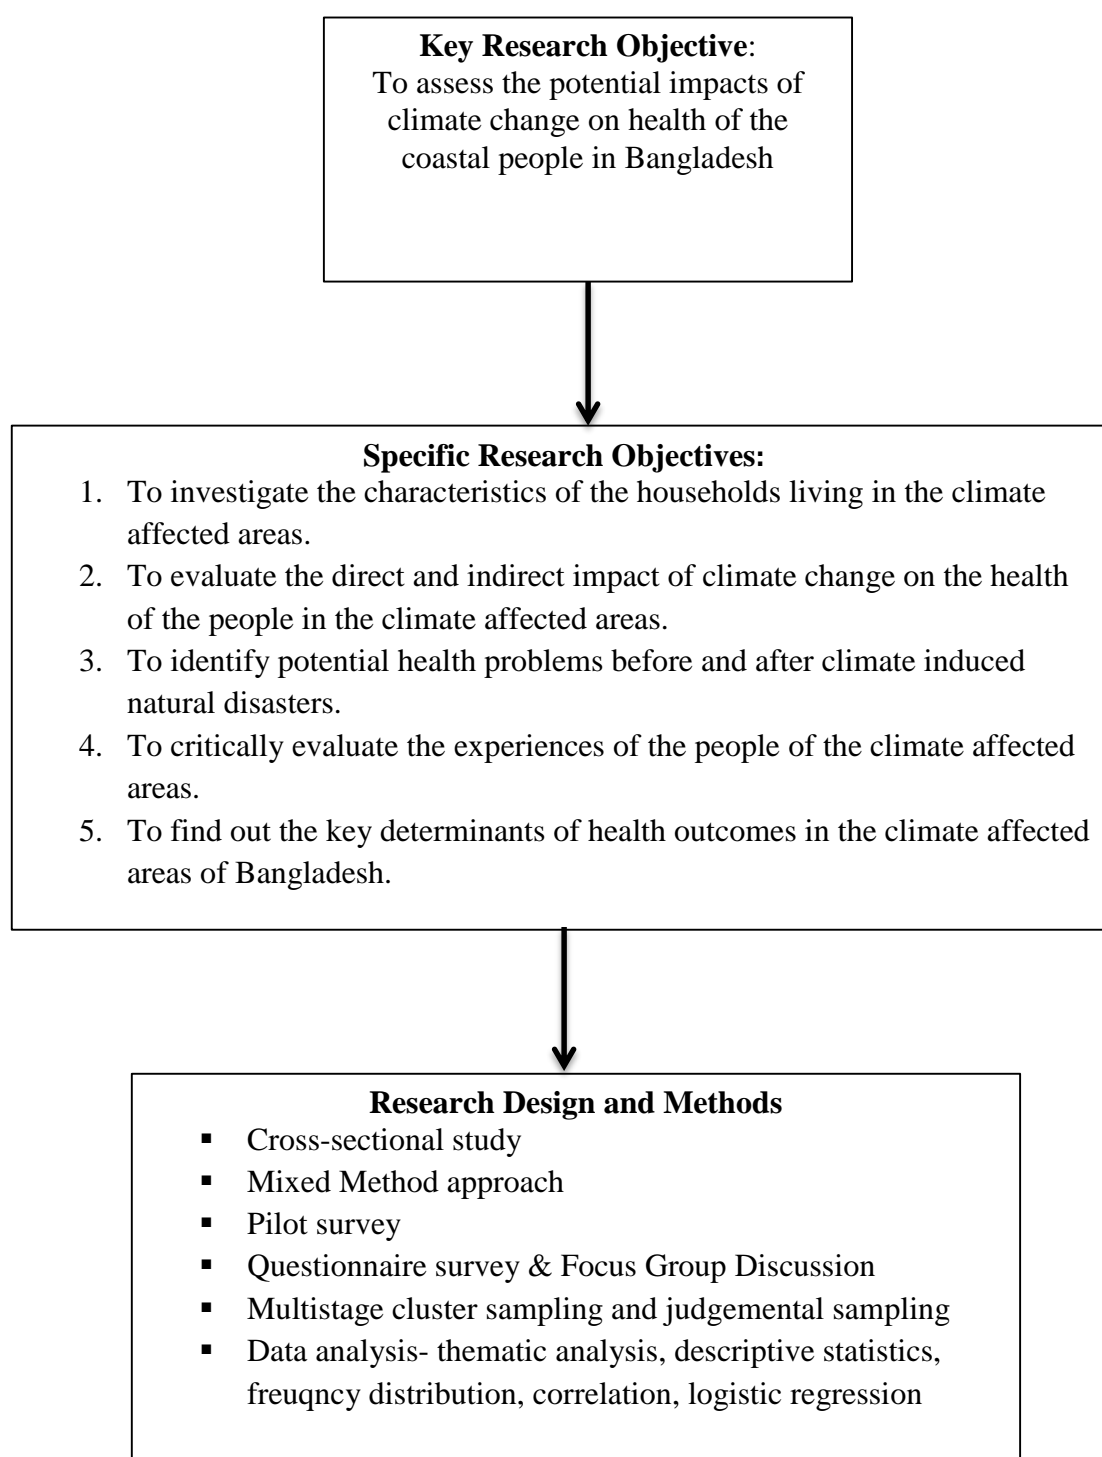 Key Research Objective:
To assess the potential impacts of
climate change on health of the
coastal people in Bangladesh
Specific Research Objectives:
1. To investigate the characteristics of the households living in the climate
affected areas.
2. To evaluate the direct and indirect impact of climate change on the health
of the people in the climate affected areas.
3. To identify potential health problems before and after climate induced
natural disasters.
4. To critically evaluate the experiences of the people of the climate affected
areas.
5. To find out the key determinants of health outcomes in the climate affected
areas of Bangladesh.
Research Design and Methods
▪ Cross-sectional study
▪ Mixed Method approach
▪ Pilot survey
▪ Questionnaire survey & Focus Group Discussion
▪ Multistage cluster sampling and judgemental sampling
▪ Data analysis- thematic analysis, descriptive statistics,
freuqncy distribution, correlation, logistic regression